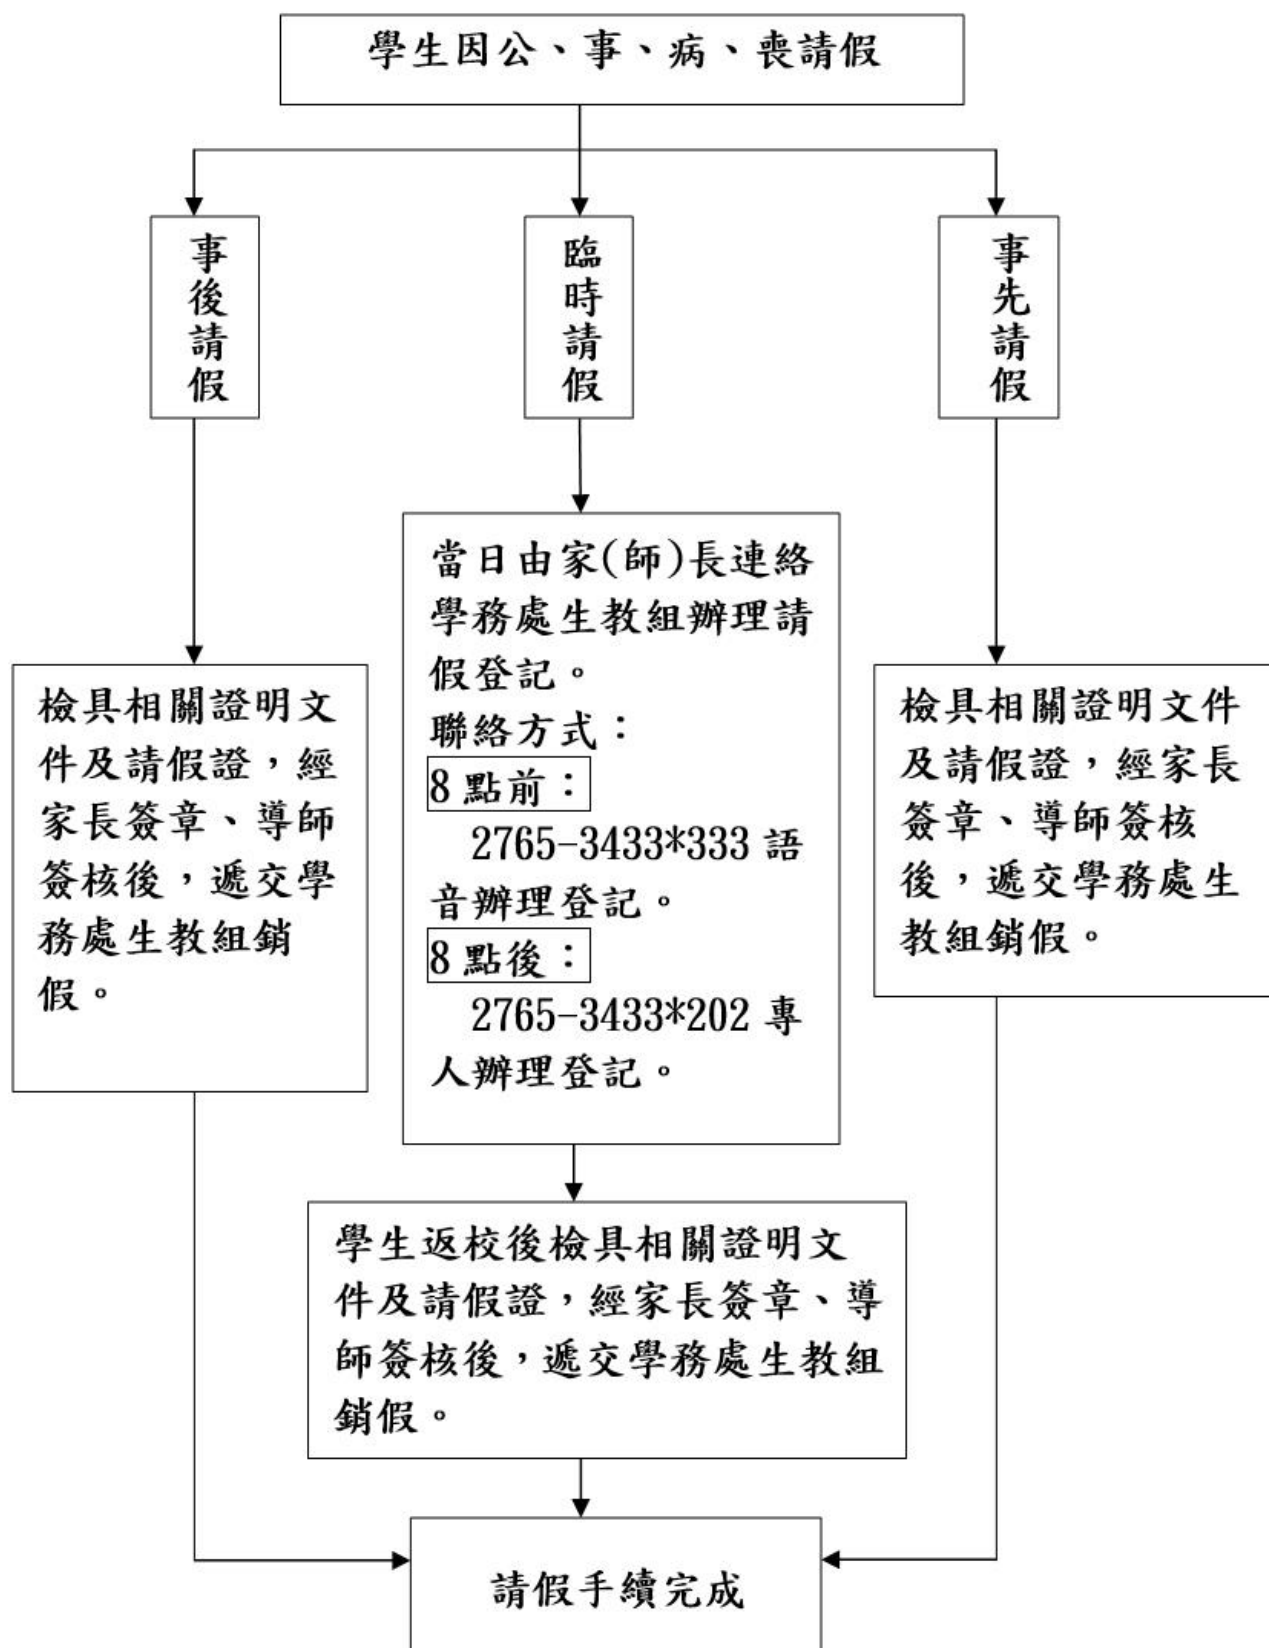 學生因公、事、病、喪請假
事後請假
臨時請假
事先請假
檢具相關證明文
件及請假證，經
家長簽章、導師
簽核後，遞交學
務處生教組銷
假。
當日由家(師)長連絡
學務處生教組辦理請
假登記。
聯絡方式：
8點前：
2765-3433*333 語
音辦理登記。
8點後：
2765-3433*202 專
人辦理登記。
檢具相關證明文件
及請假證，經家長
簽章、導師簽核
後，遞交學務處生
教組銷假。
學生返校後檢具相關證明文
件及請假證，經家長簽章、導
師簽核後，遞交學務處生教組
銷假。
請假手續完成